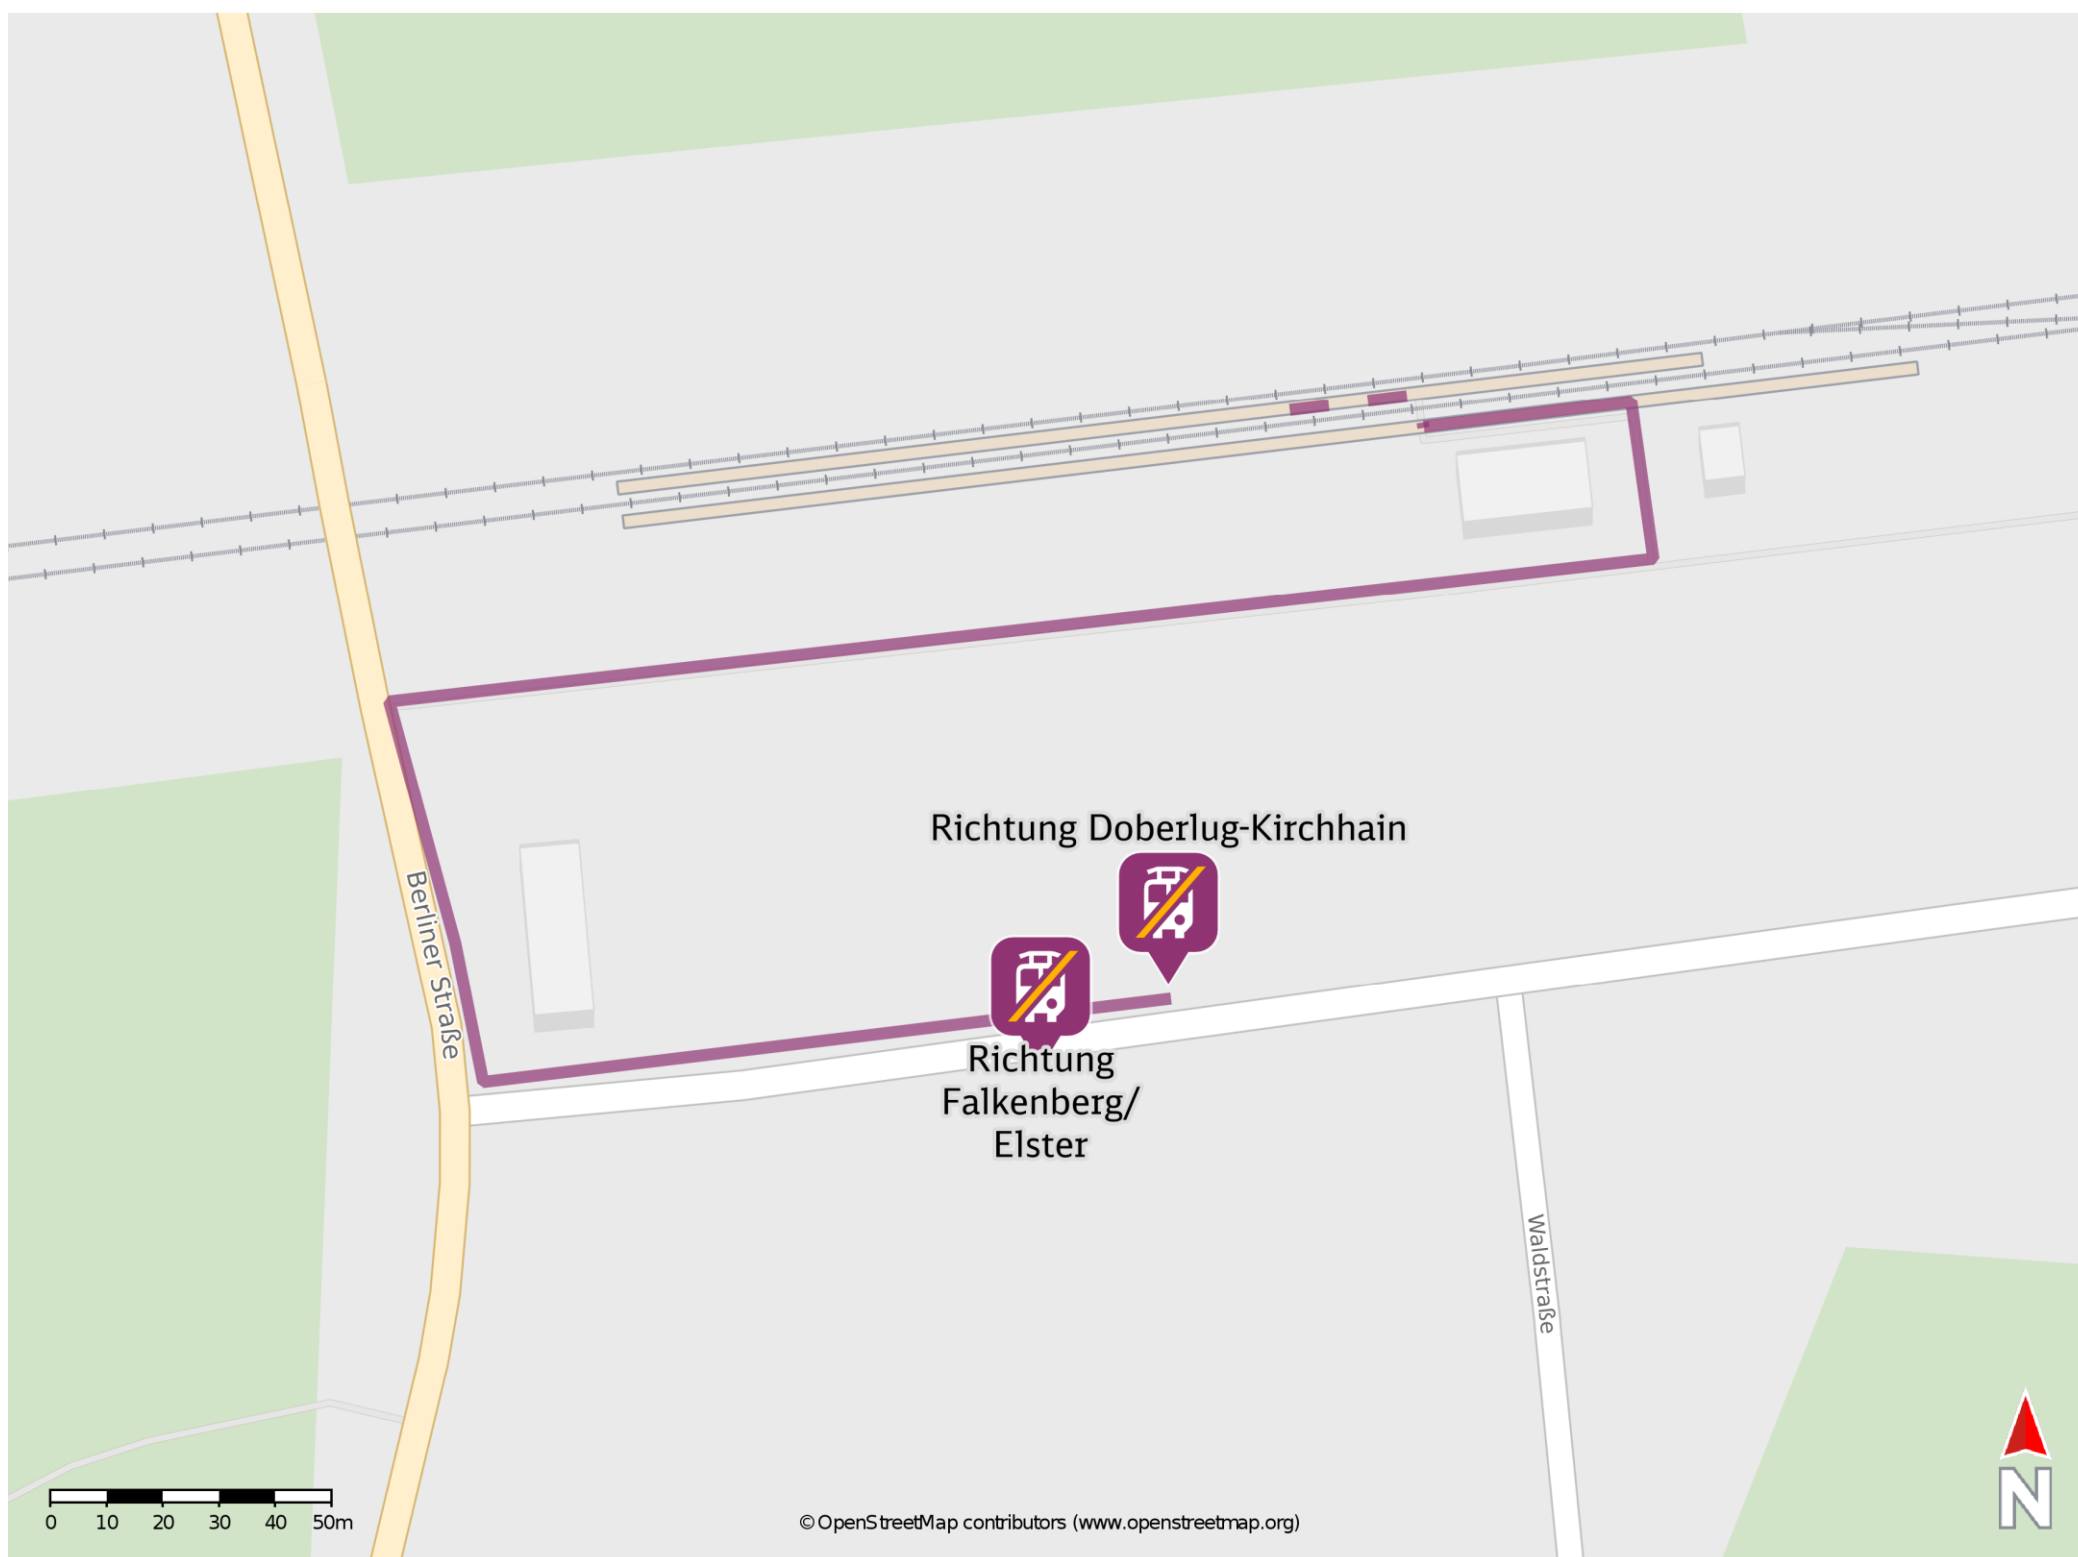 Richtung Doberlug-Kirchhain
Berliner Straße
Richtung
Falkenberg/
Elster
Waldstraße
N
0 10 20 30 40 50m
© OpenStreetMap contributors (www.openstreetmap.org)